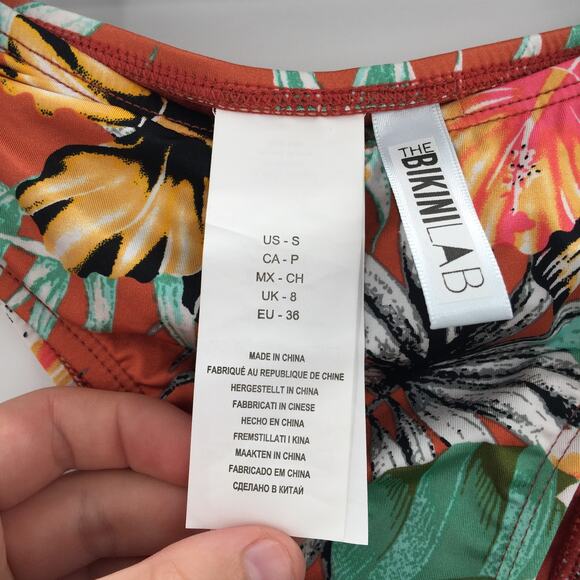 US - S
CA - P
MX - CH
UK - 8
EU - 36
MADE IN CHINA
FABRIQUÉ AU REPUBLIQUE DE CHINE
HERGESTELLT IN CHINA
FABBRICATI IN CINESE
HECHO EN CHINA
FREMSTILLATI I KINA
MAAKTEN IN CHINA
FABRICADO EM CHINA
СДЕЛАНО В КИТАЙ
THE
BIKINI LAB